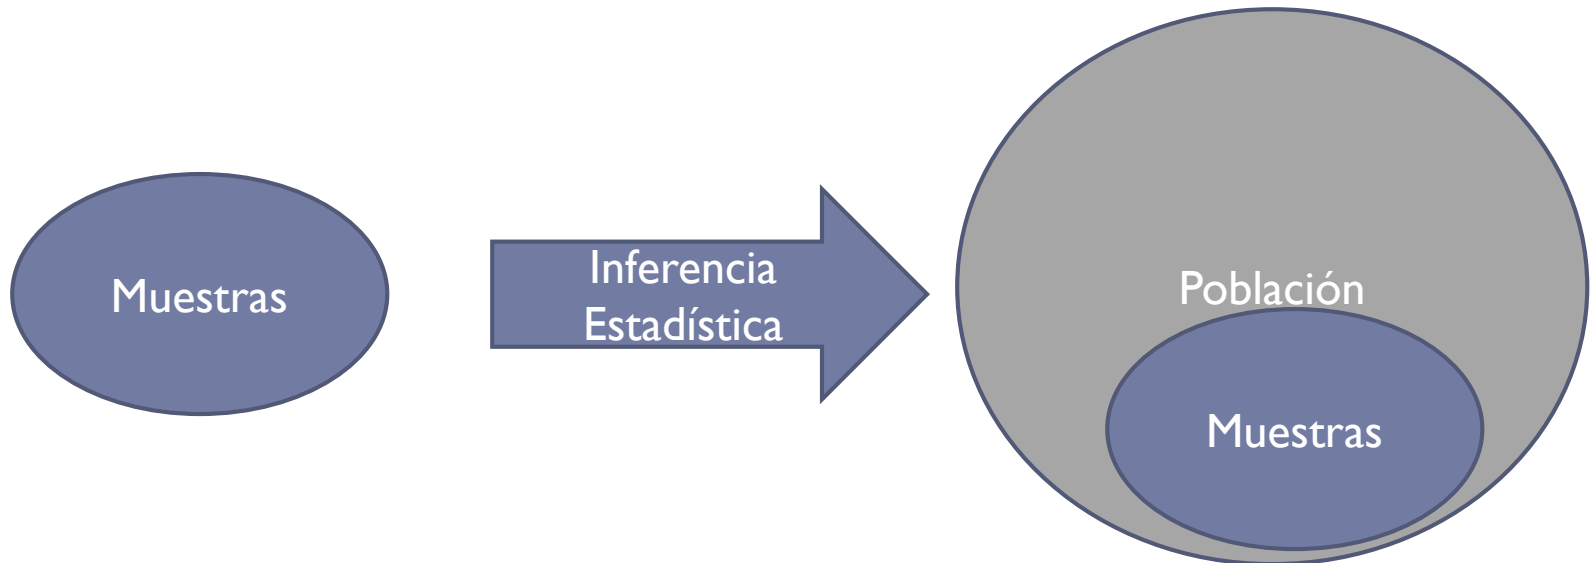 Muestras
Inferencia
Estadística
Población
Muestras